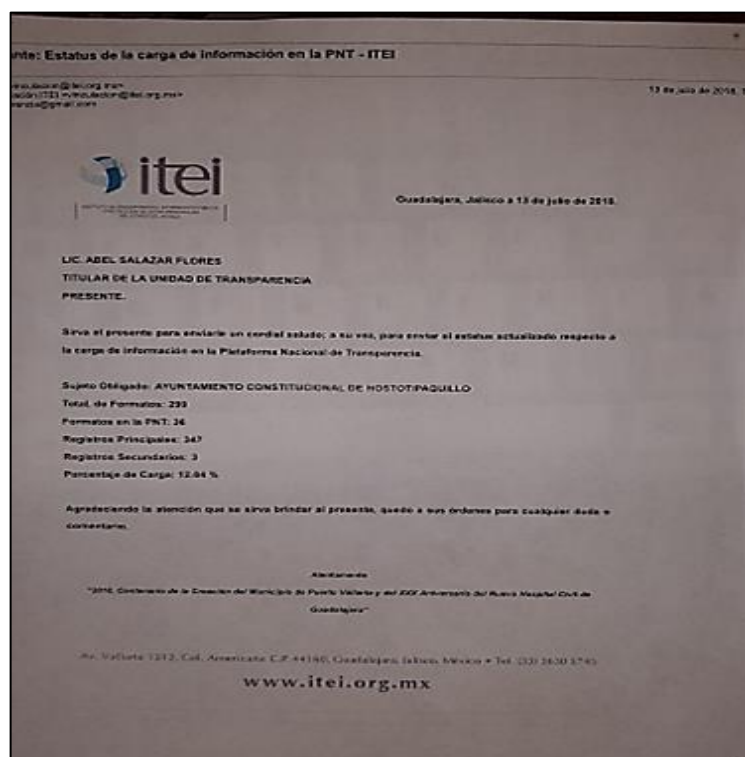 nte: Estatus de la carga de información en la PNT - ITEI
13 de julio de 2018,
itei
Guadalajara, Jalisco a 13 de julio de 2018.
LIC. ABEL SALAZAR FLORES
TITULAR DE LA UNIDAD DE TRANSPARENCIA
PRESENTE.
Sirva el presente para enviarle un cordial saludo; a su vez, para enviar el estatus actualizado respecto a
la carga de información en la Plataforma Nacional de Transparencia.
Sujeto Obligado: AYUNTAMIENTO CONSTITUCIONAL DE HOSTOTIPAQUILLO
Total, de Formatos: 299
Formatos en la PNT: 36
Registros Principales: 347
Registros Secundarios: 3
Porcentaje de Carga: 12.04 %
Agradeciendo la atención que se sirva brindar al presente, quedo a sus órdenes para cualquier duda o
comentario.
Atentamente
"2018, Centenario de la Creación del Municipio de Puerto Vallarta y del XXX Aniversario del Nuevo Hospital Civil de
Guadalajara"
Av. Vallarta 1312, Col. Americana C.P. 44160, Guadalajara, Jalisco, México • Tel. (33) 3630 5745
www.itei.org.mx